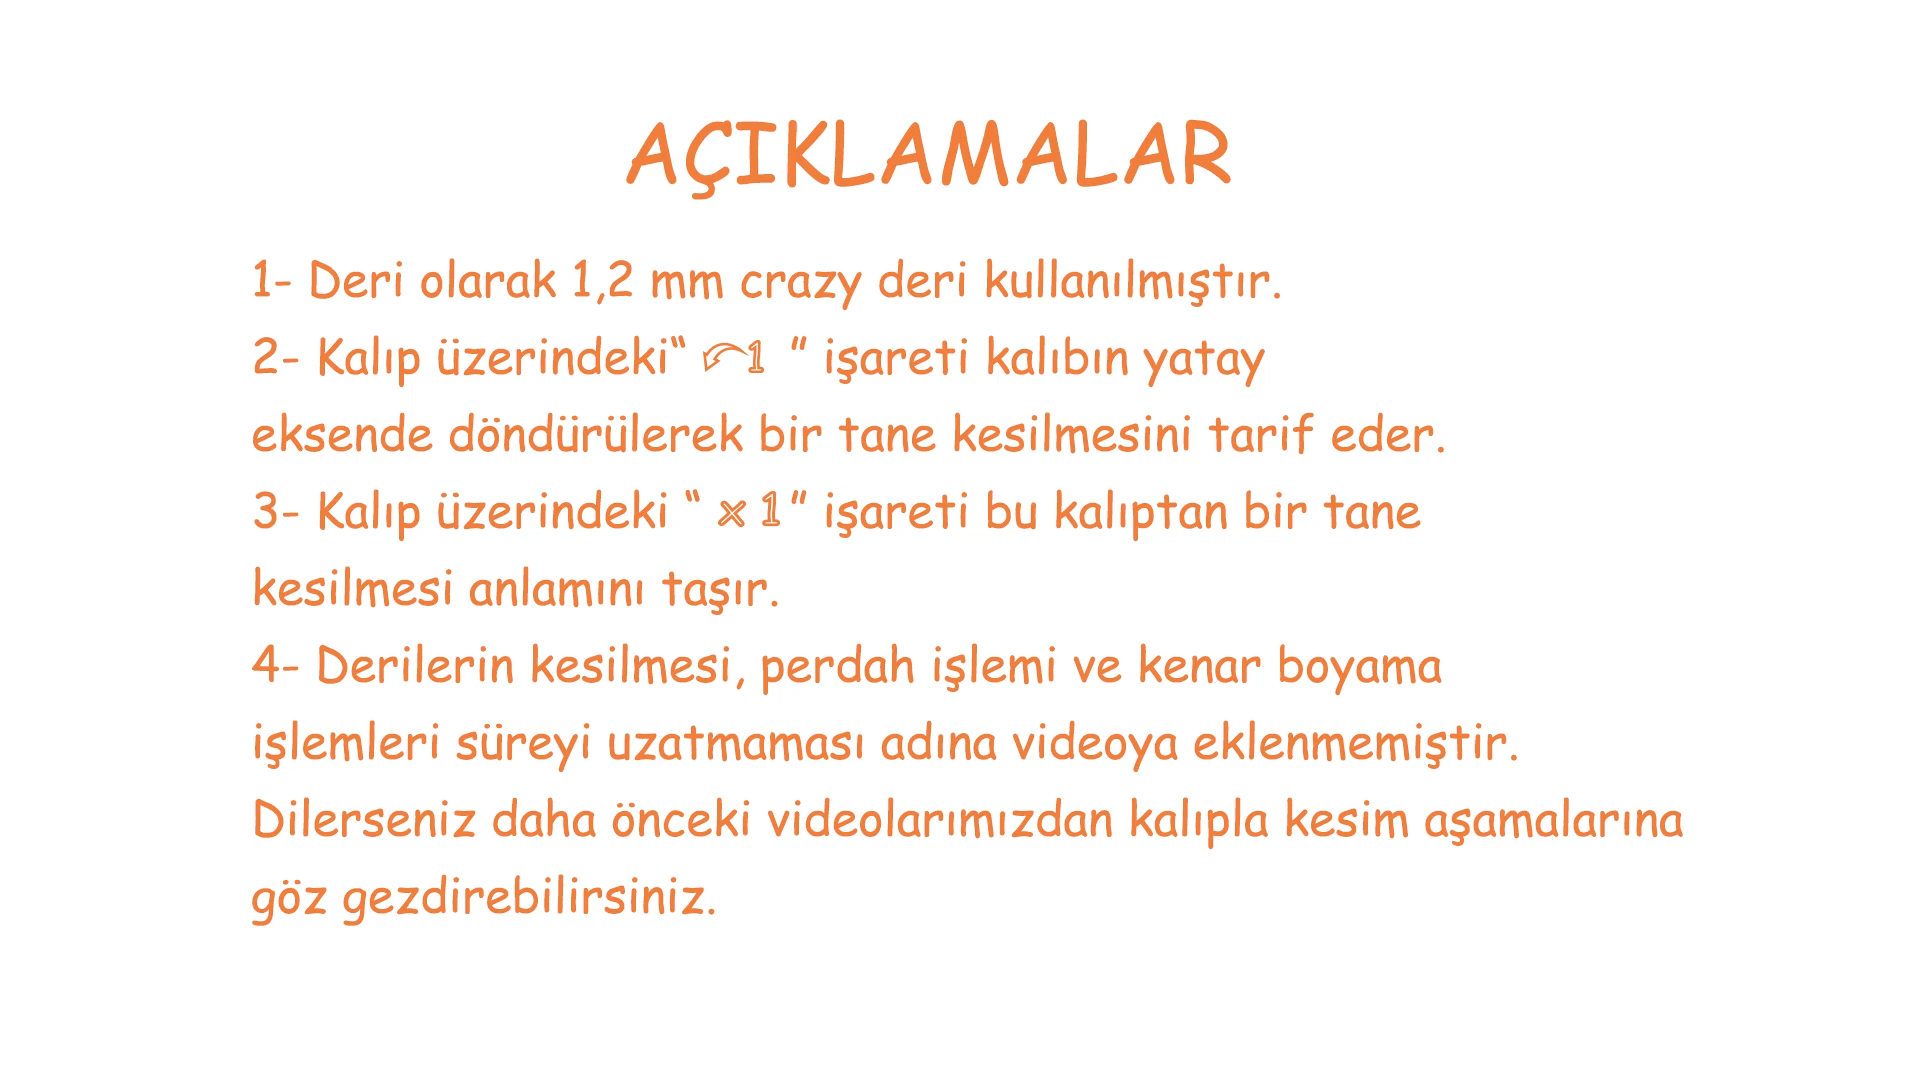 AÇIKLAMALAR
1- Deri olarak 1,2 mm crazy deri kullanılmıştır.
2- Kalıp üzerindeki“ ↶1 ” işareti kalıbın yatay
eksende döndürülerek bir tane kesilmesini tarif eder.
3- Kalıp üzerindeki “ x 1” işareti bu kalıptan bir tane
kesilmesi anlamını taşır.
4- Derilerin kesilmesi, perdah işlemi ve kenar boyama
işlemleri süreyi uzatmaması adına videoya eklenmemiştir.
Dilerseniz daha önceki videolarımızdan kalıpla kesim aşamalarına
göz gezdirebilirsiniz.